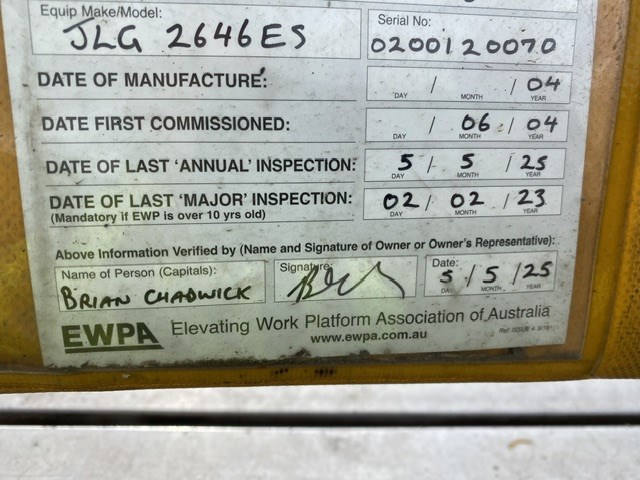 Equip Make/Model:
JLG 2646ES
Serial No:
0200120070
DATE OF MANUFACTURE:
/ / 04
DAY MONTH YEAR
DATE FIRST COMMISSIONED:
/ 06 / 04
DAY MONTH YEAR
DATE OF LAST 'ANNUAL' INSPECTION:
5 / 5 / 25
DAY MONTH YEAR
DATE OF LAST 'MAJOR' INSPECTION:
(Mandatory if EWP is over 10 yrs old)
02 / 02 / 23
DAY MONTH YEAR
Above Information Verified by (Name and Signature of Owner or Owner's Representative):
Name of Person (Capitals):
BRIAN CHADWICK
Signature:
Date:
5 / 5 / 25
DAY MONTH YEAR
EWPA Elevating Work Platform Association of Australia
www.ewpa.com.au
Ref: ISSUE 4